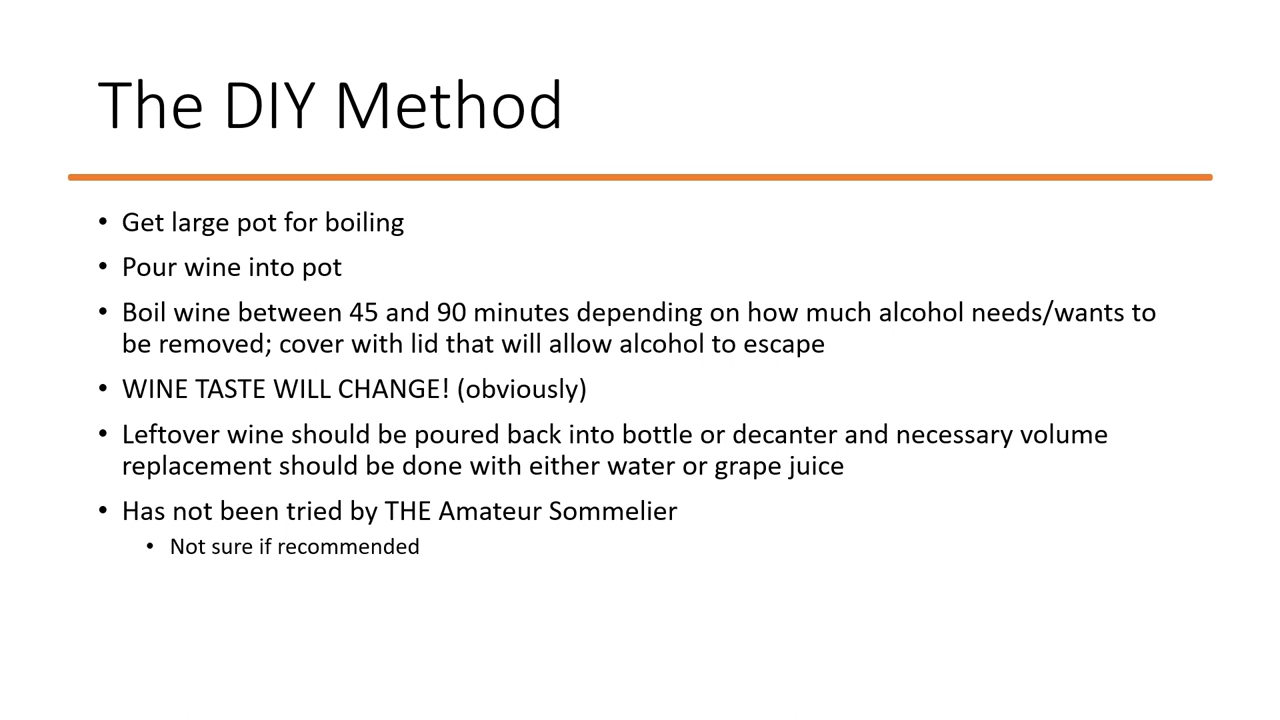 The DIY Method
• Get large pot for boiling
• Pour wine into pot
• Boil wine between 45 and 90 minutes depending on how much alcohol needs/wants to
be removed; cover with lid that will allow alcohol to escape
• WINE TASTE WILL CHANGE! (obviously)
• Leftover wine should be poured back into bottle or decanter and necessary volume
replacement should be done with either water or grape juice
• Has not been tried by THE Amateur Sommelier
• Not sure if recommended